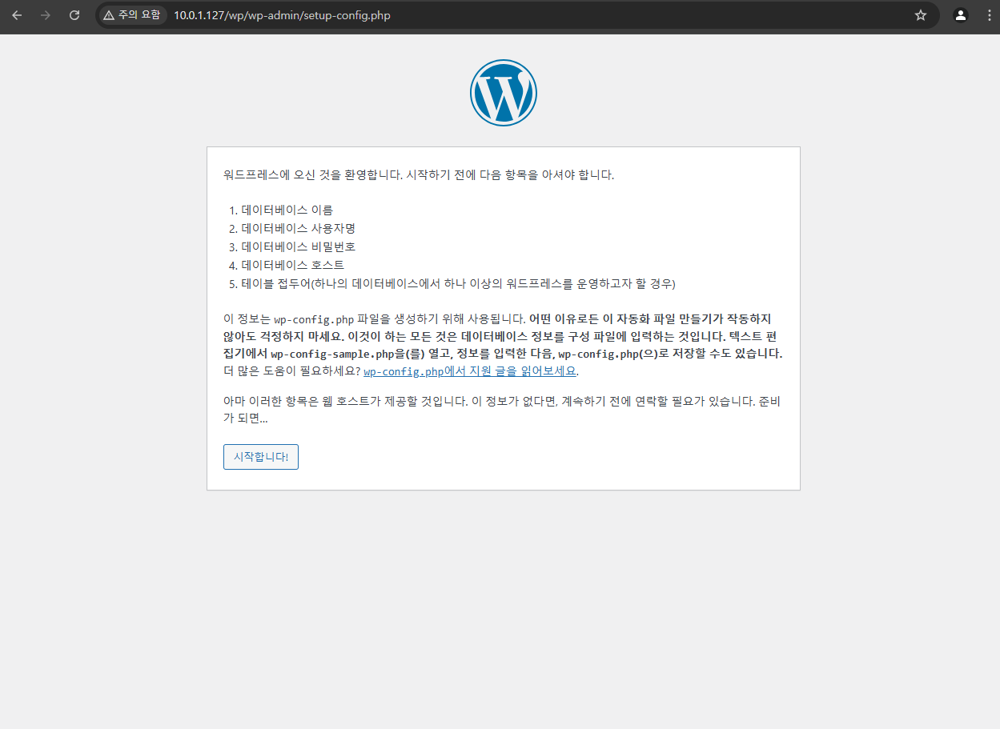 주의 요함 10.0.1.127/wp/wp-admin/setup-config.php
워드프레스에 오신 것을 환영합니다. 시작하기 전에 다음 항목을 아셔야 합니다.
1. 데이터베이스 이름
2. 데이터베이스 사용자명
3. 데이터베이스 비밀번호
4. 데이터베이스 호스트
5. 테이블 접두어(하나의 데이터베이스에서 하나 이상의 워드프레스를 운영하고자 할 경우)
이 정보는 wp-config.php 파일을 생성하기 위해 사용됩니다. 어떤 이유로든 이 자동화 파일 만들기가 작동하지
않아도 걱정하지 마세요. 이것이 하는 모든 것은 데이터베이스 정보를 구성 파일에 입력하는 것입니다. 텍스트 편
집기에서 wp-config-sample.php을(를) 열고, 정보를 입력한 다음, wp-config.php(으)로 저장할 수도 있습니다.
더 많은 도움이 필요하세요? wp-config.php에서 지원 글을 읽어보세요.
아마 이러한 항목은 웹 호스트가 제공할 것입니다. 이 정보가 없다면, 계속하기 전에 연락할 필요가 있습니다. 준비
가 되면...
시작합니다!